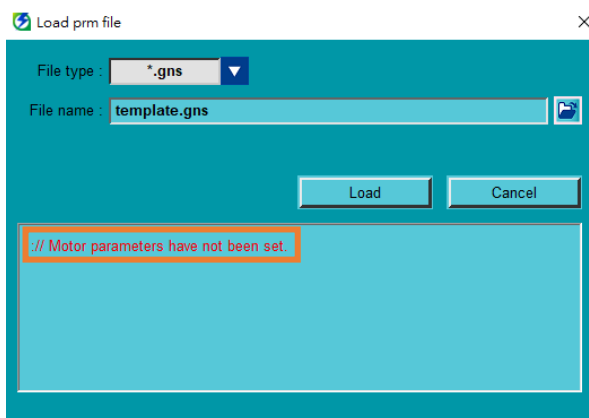 Load prm file
File type : *.gns
File name : template.gns
Load Cancel
:// Motor parameters have not been set.